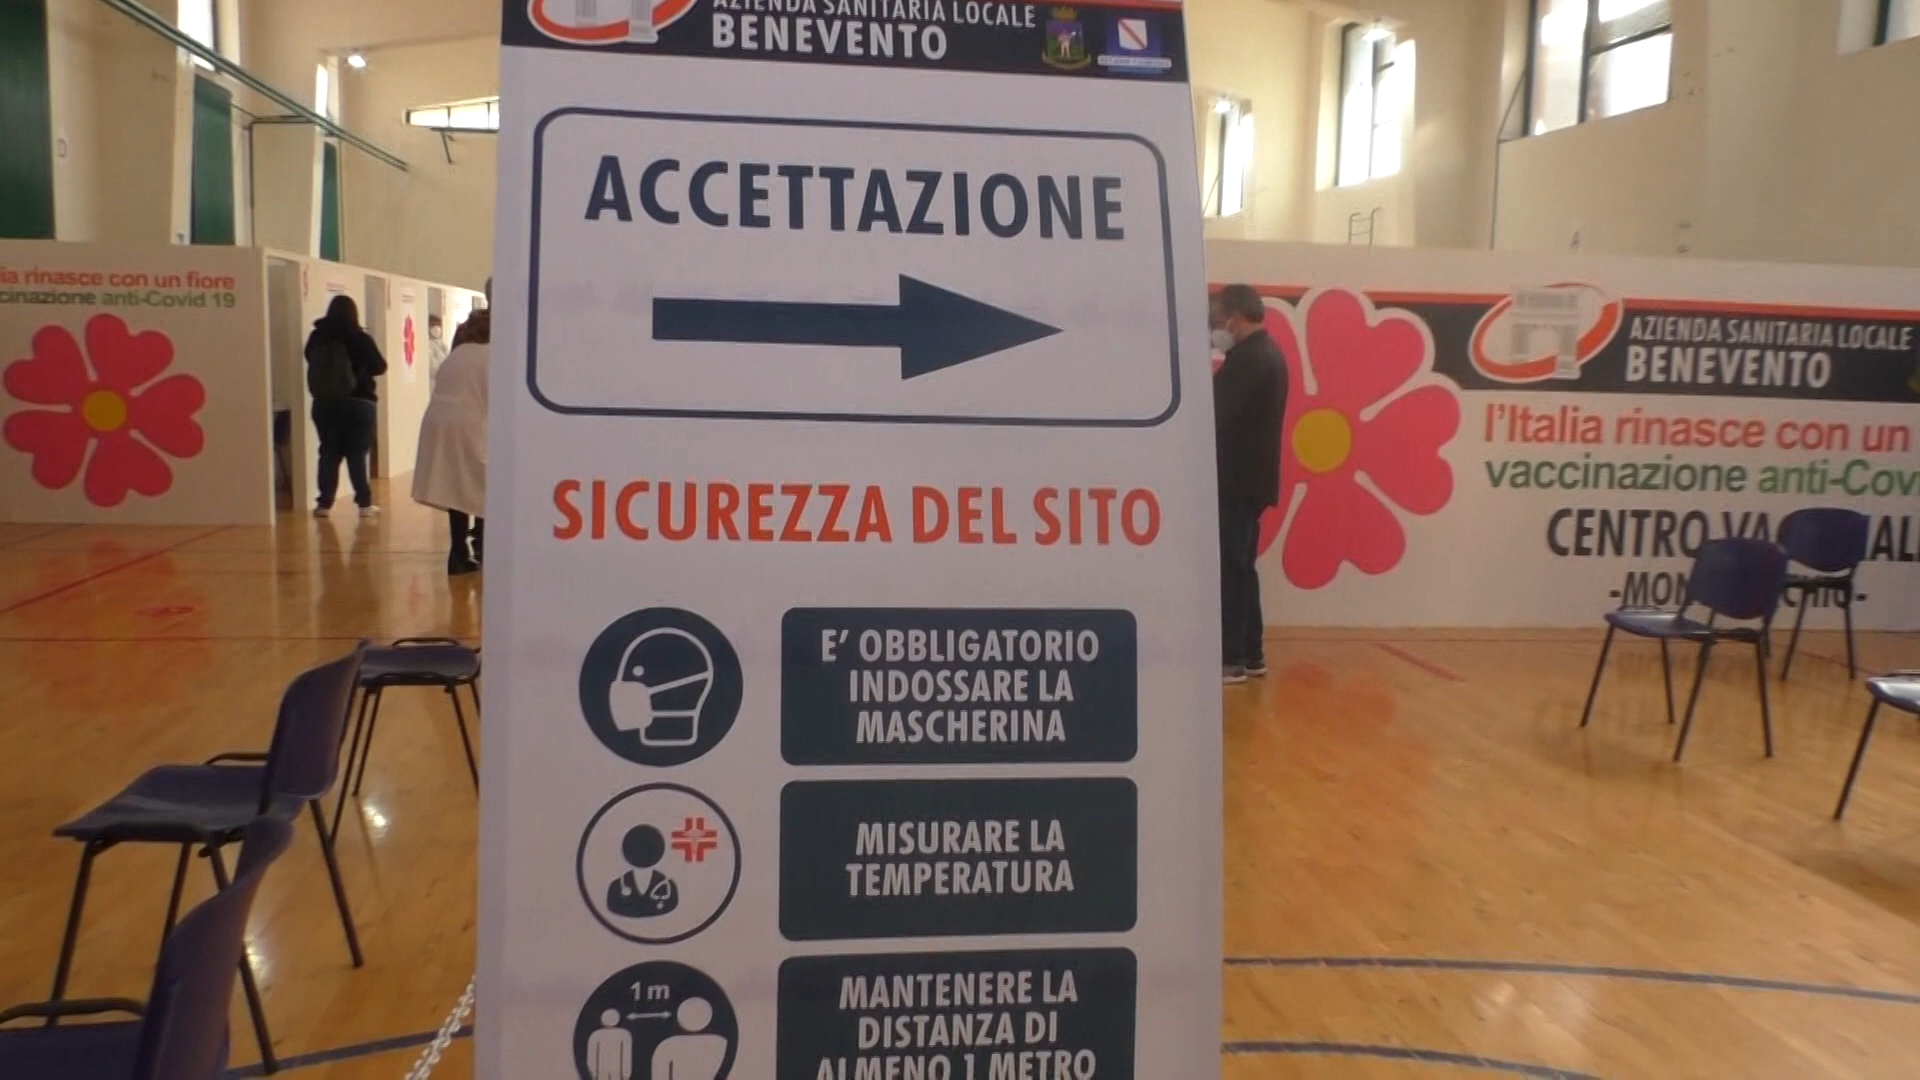 AZIENDA SANITARIA LOCALE
BENEVENTO
ACCETTAZIONE
SICUREZZA DEL SITO
E' OBBLIGATORIO
INDOSSARE LA
MASCHERINA
MISURARE LA
TEMPERATURA
1 m
MANTENERE LA
DISTANZA DI
ALMENO 1 METRO
ia rinasce con un fiore
cinazione anti-Covid 19
AZIENDA SANITARIA LOCALE
BENEVENTO
l'Italia rinasce con un
vaccinazione anti-Cov
CENTRO